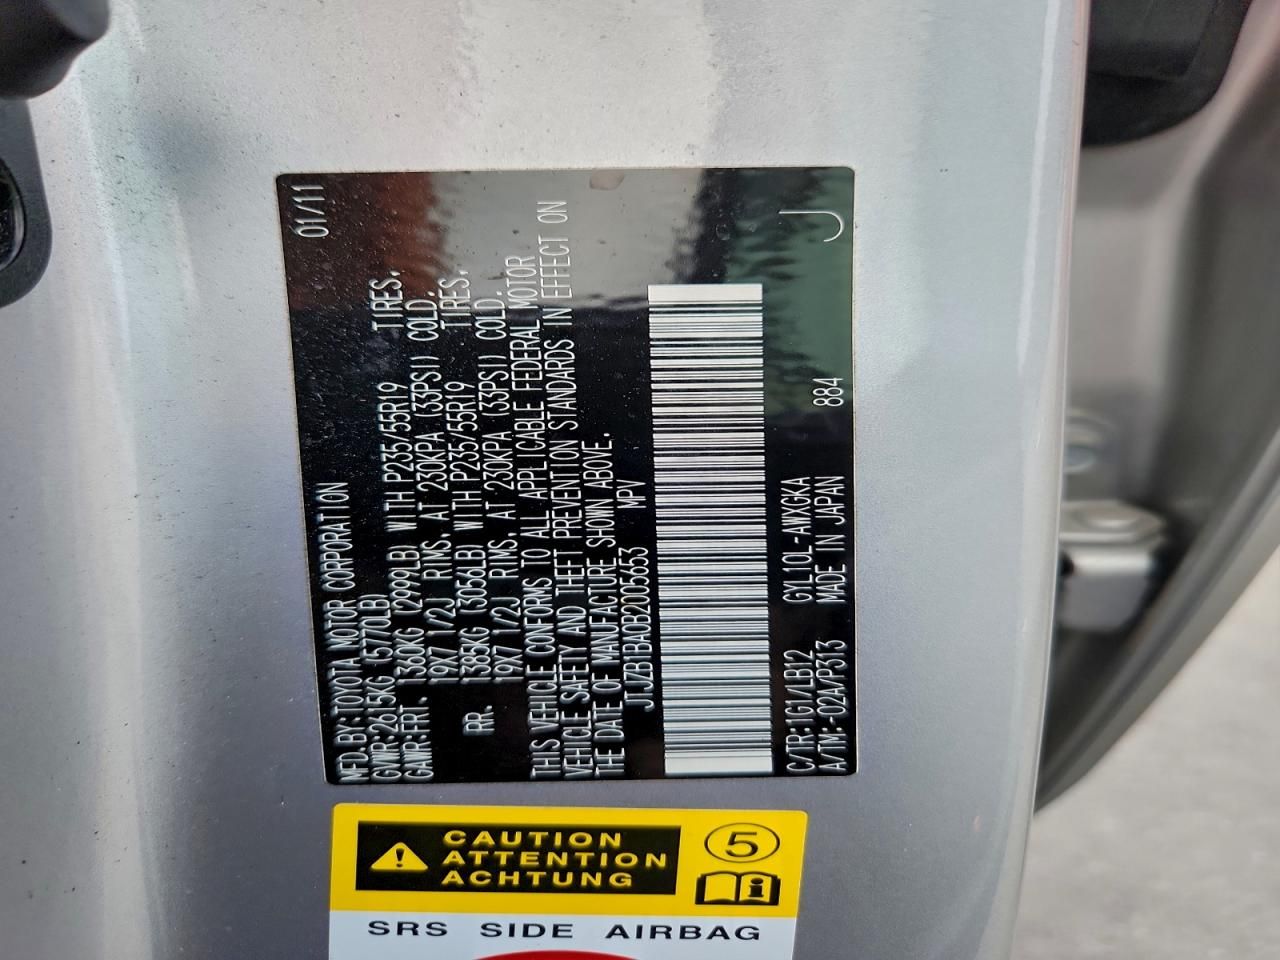 MFD.BY:TOYOTA MOTOR CORPORATION 01/11
GVWR:2615KG (5770LB)
GAWR:FRT. 1360KG (2999LB) WITH P235/55R19 TIRES,
19X7 1/2J RIMS, AT 230KPA (33PSI) COLD.
RR. 1385KG (3056LB) WITH P235/55R19 TIRES,
19X7 1/2J RIMS, AT 230KPA (33PSI) COLD.
THIS VEHICLE CONFORMS TO ALL APPLICABLE FEDERAL MOTOR
VEHICLE SAFETY AND THEFT PREVENTION STANDARDS IN EFFECT ON
THE DATE OF MANUFACTURE SHOWN ABOVE.
JTJZB1BA0B2005653 MPV
C/TR:1G1/LB12 GYL10L-AWXGKA
A/TM:-02A/P313 MADE IN JAPAN 884 J
CAUTION
ATTENTION
ACHTUNG
5
SRS SIDE AIRBAG